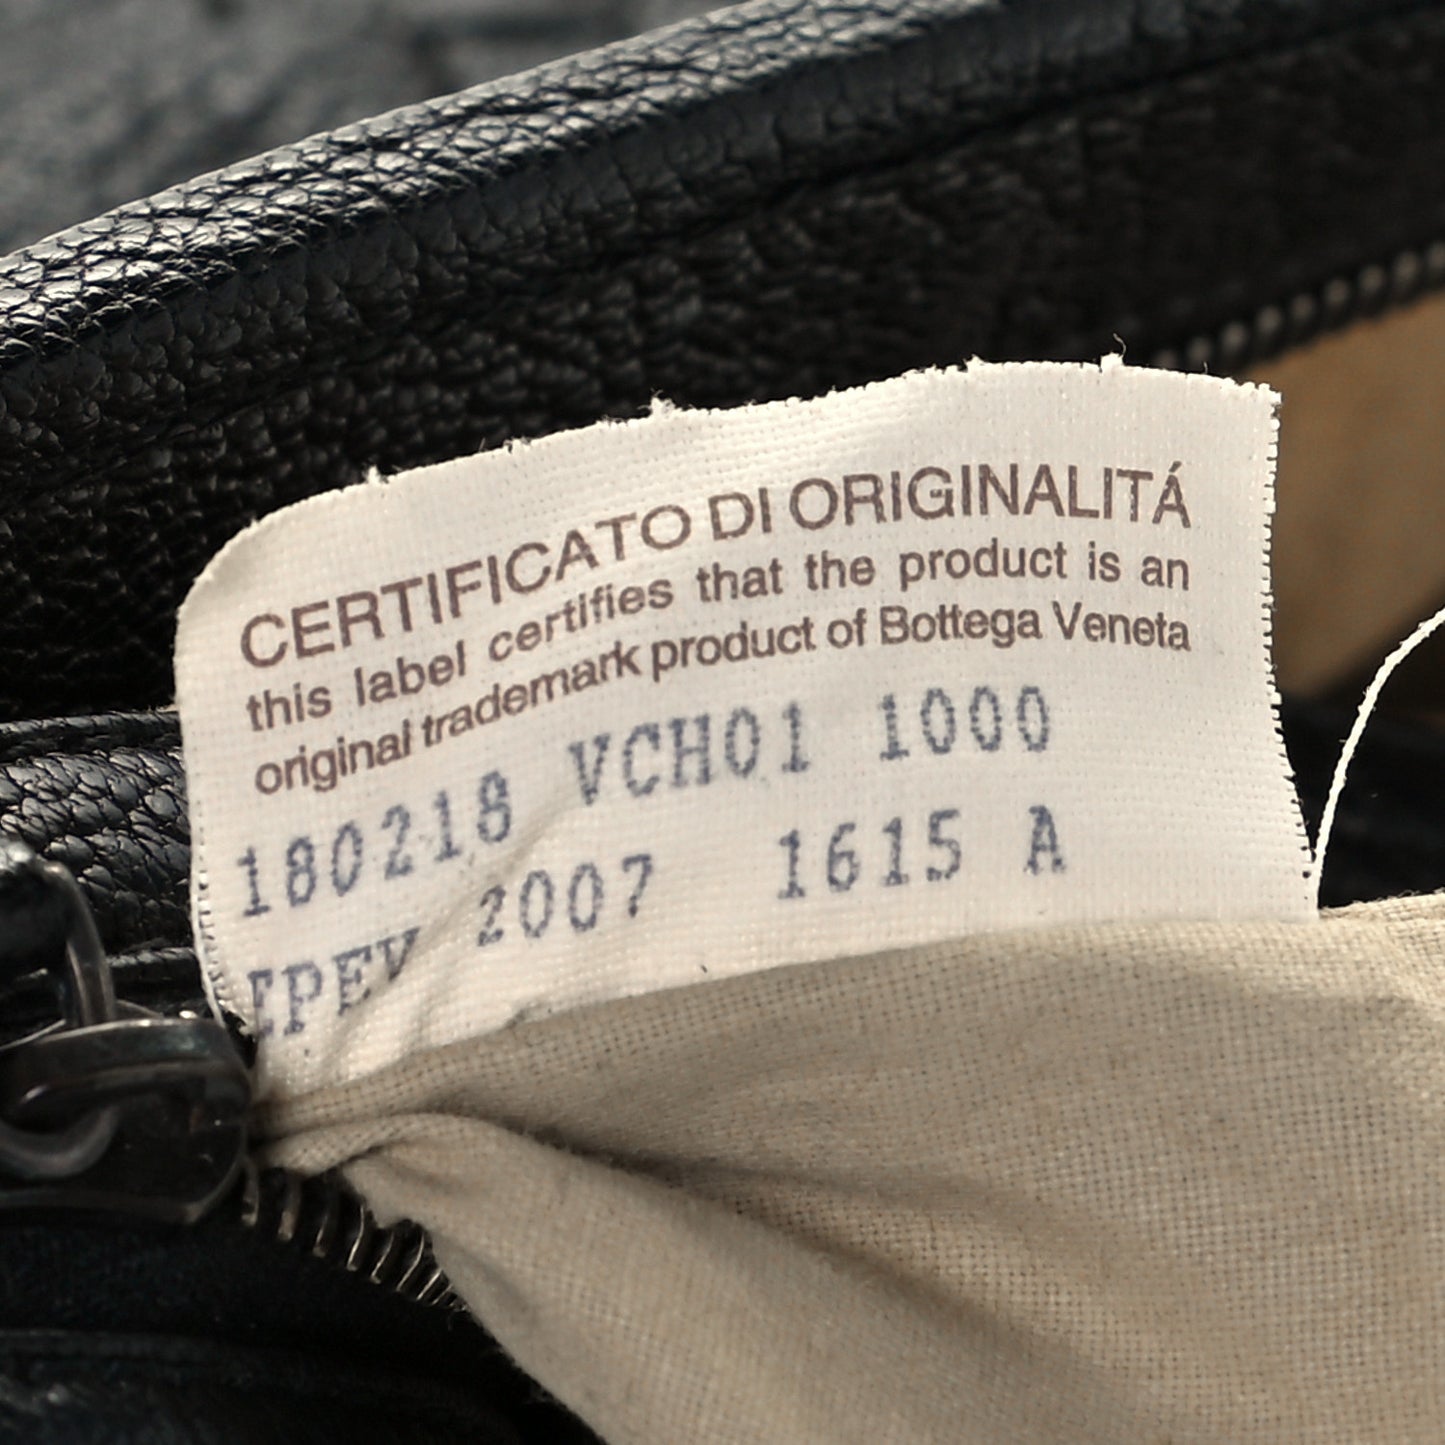 CERTIFICATO DI ORIGINALITÁ
this label certifies that the product is an
original trademark product of Bottega Veneta
180218 VCH01 1000
2007 1615 A